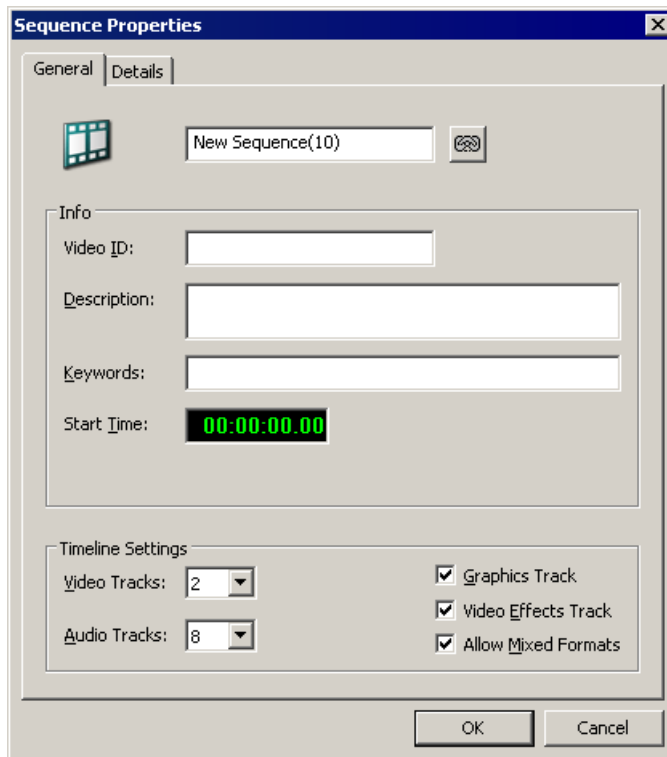 Sequence Properties
General
Details
New Sequence(10)
Info
Video ID:
Description:
Keywords:
Start Time:
00:00:00.00
Timeline Settings
Video Tracks:
2
Graphics Track
Video Effects Track
Audio Tracks:
8
Allow Mixed Formats
OK
Cancel